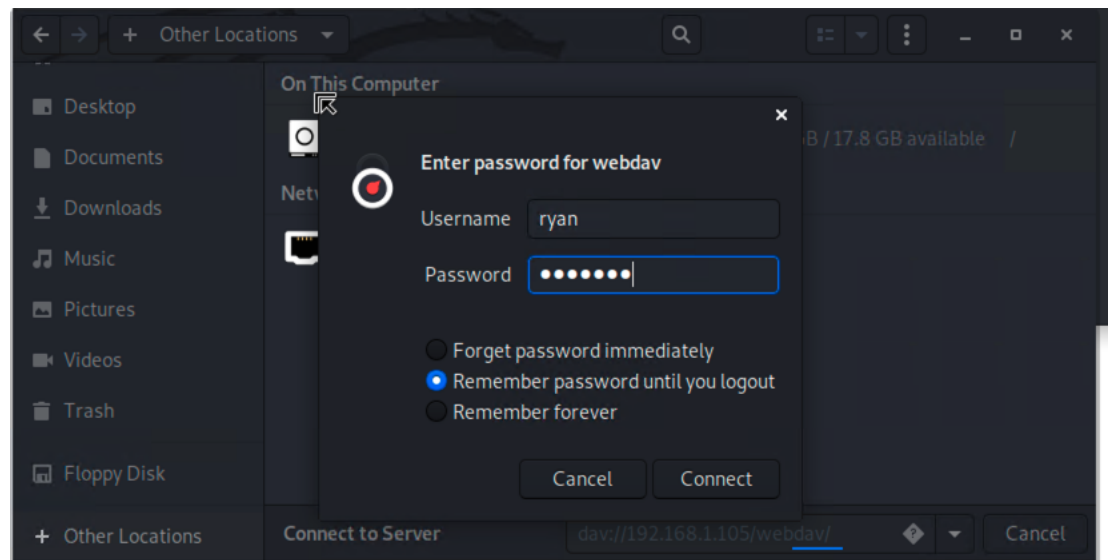 Other Locations
On This Computer
Desktop
B / 17.8 GB available /
Documents
Enter password for webdav
Downloads
Username ryan
Music
Password
Pictures
Forget password immediately
Videos
Remember password until you logout
Trash
Remember forever
Floppy Disk
Cancel Connect
Other Locations
Connect to Server
dav://192.168.1.105/webdav/
Cancel